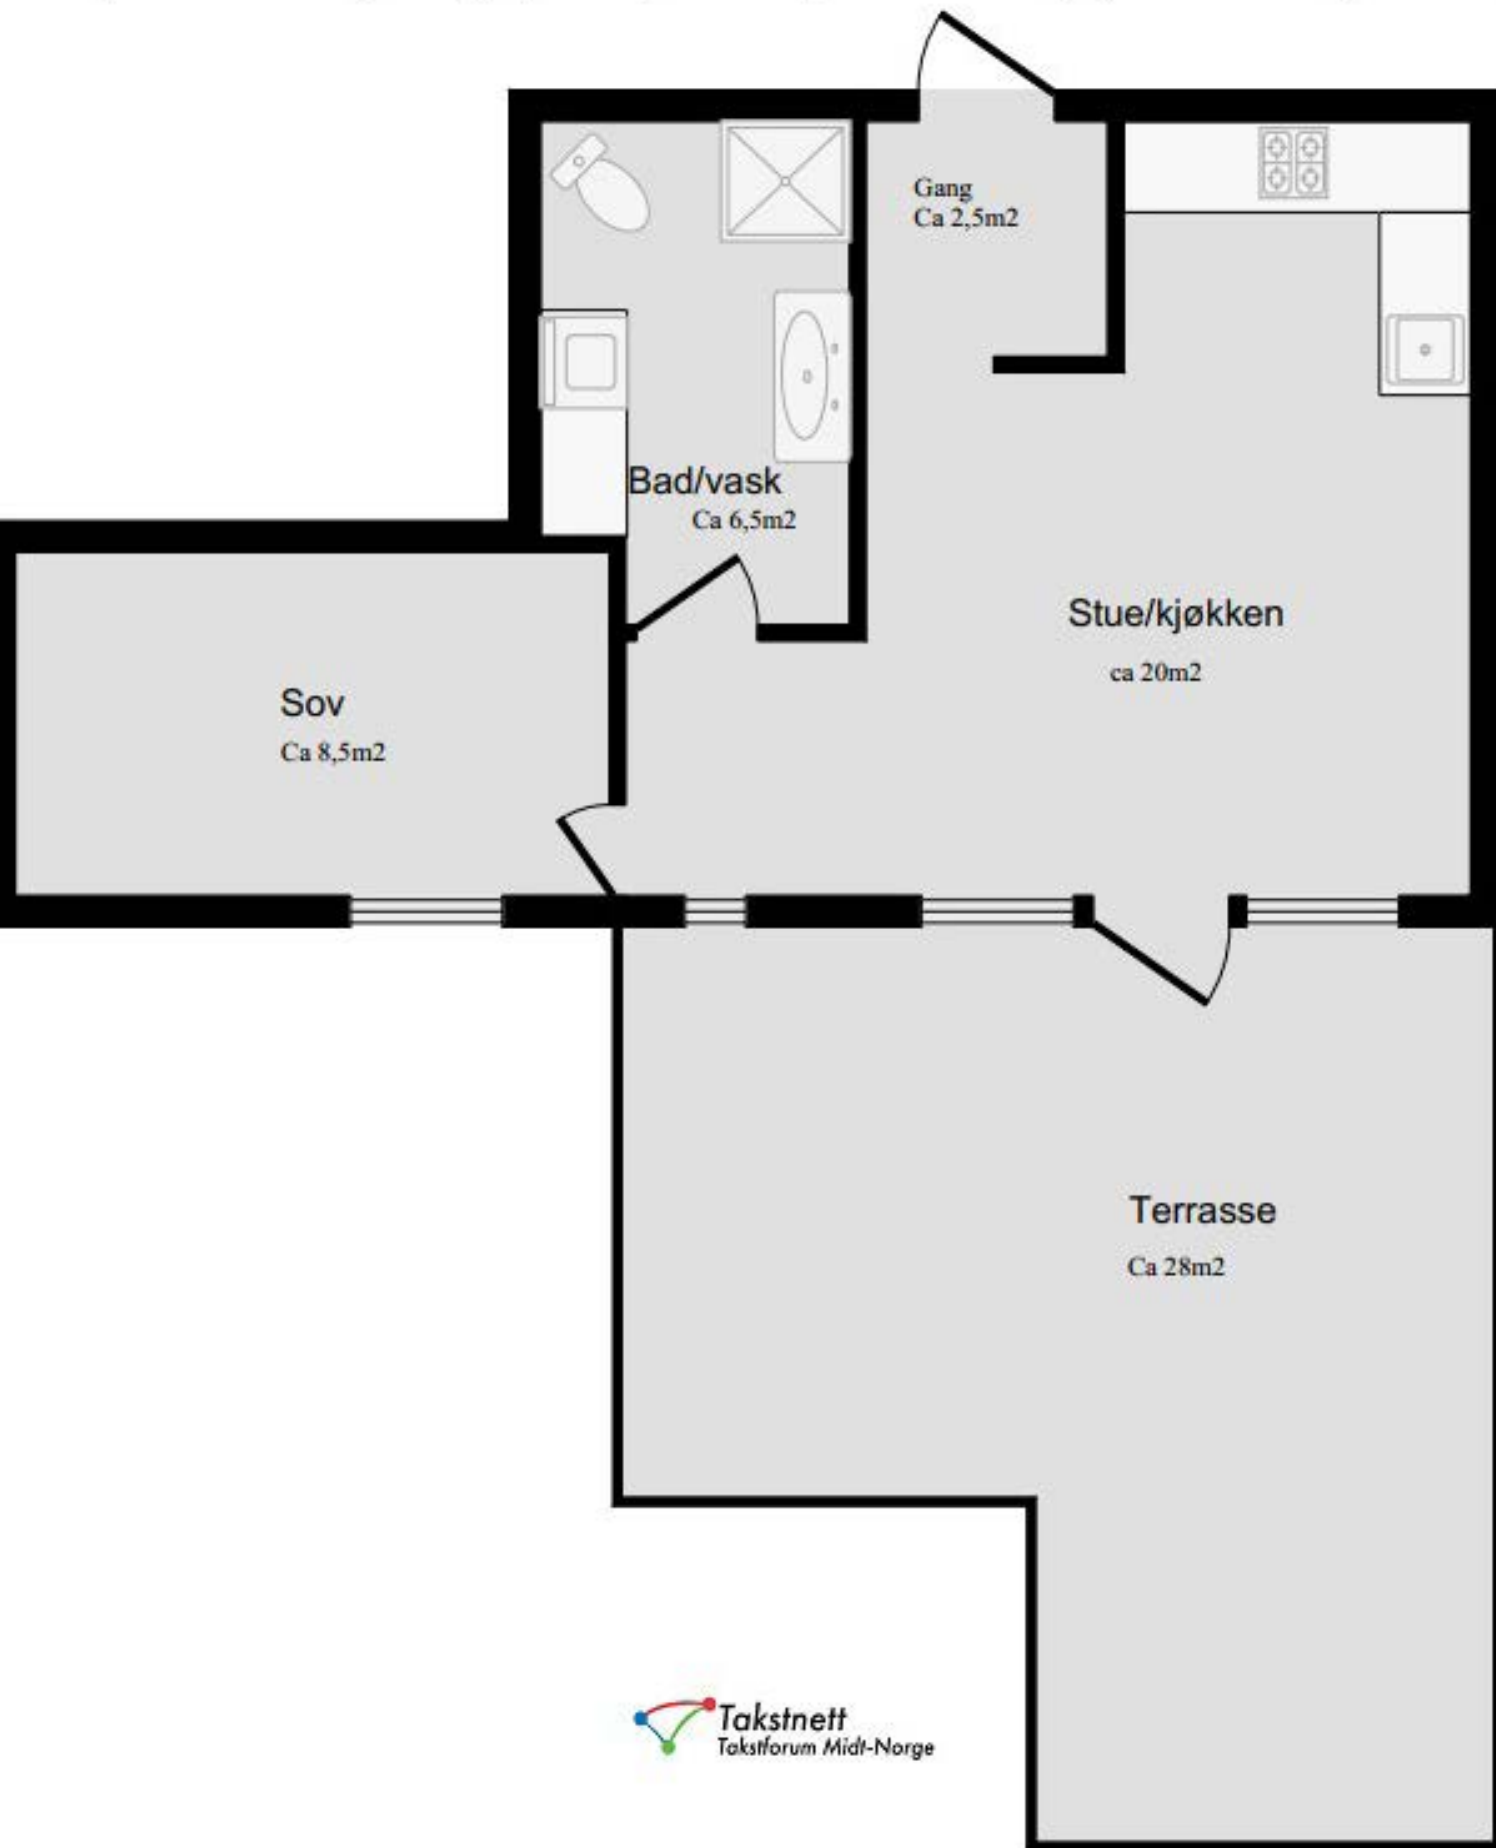 Gang
Ca 2,5m2
Bad/vask
Ca 6,5m2
Stue/kjøkken
ca 20m2
Sov
Ca 8,5m2
Terrasse
Ca 28m2
Takstnett
Takstforum Midt-Norge